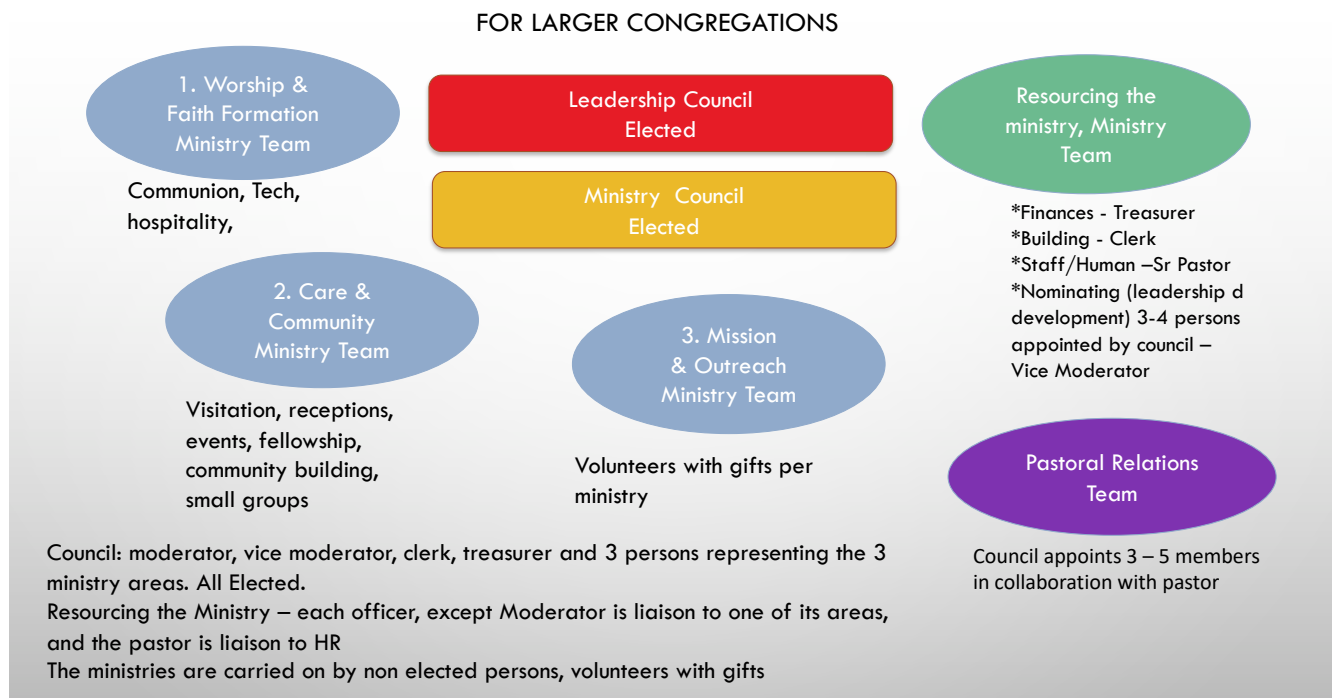 FOR LARGER CONGREGATIONS
1. Worship &
Faith Formation
Ministry Team
Communion, Tech,
hospitality,
Leadership Council
Elected
Ministry Council
Elected
Resourcing the
ministry, Ministry
Team
*Finances - Treasurer
*Building - Clerk
*Staff/Human –Sr Pastor
*Nominating (leadership d
development) 3-4 persons
appointed by council –
Vice Moderator
2. Care &
Community
Ministry Team
Visitation, receptions,
events, fellowship,
community building,
small groups
3. Mission
& Outreach
Ministry Team
Volunteers with gifts per
ministry
Pastoral Relations
Team
Council appoints 3 – 5 members
in collaboration with pastor
Council: moderator, vice moderator, clerk, treasurer and 3 persons representing the 3
ministry areas. All Elected.
Resourcing the Ministry – each officer, except Moderator is liaison to one of its areas,
and the pastor is liaison to HR
The ministries are carried on by non elected persons, volunteers with gifts